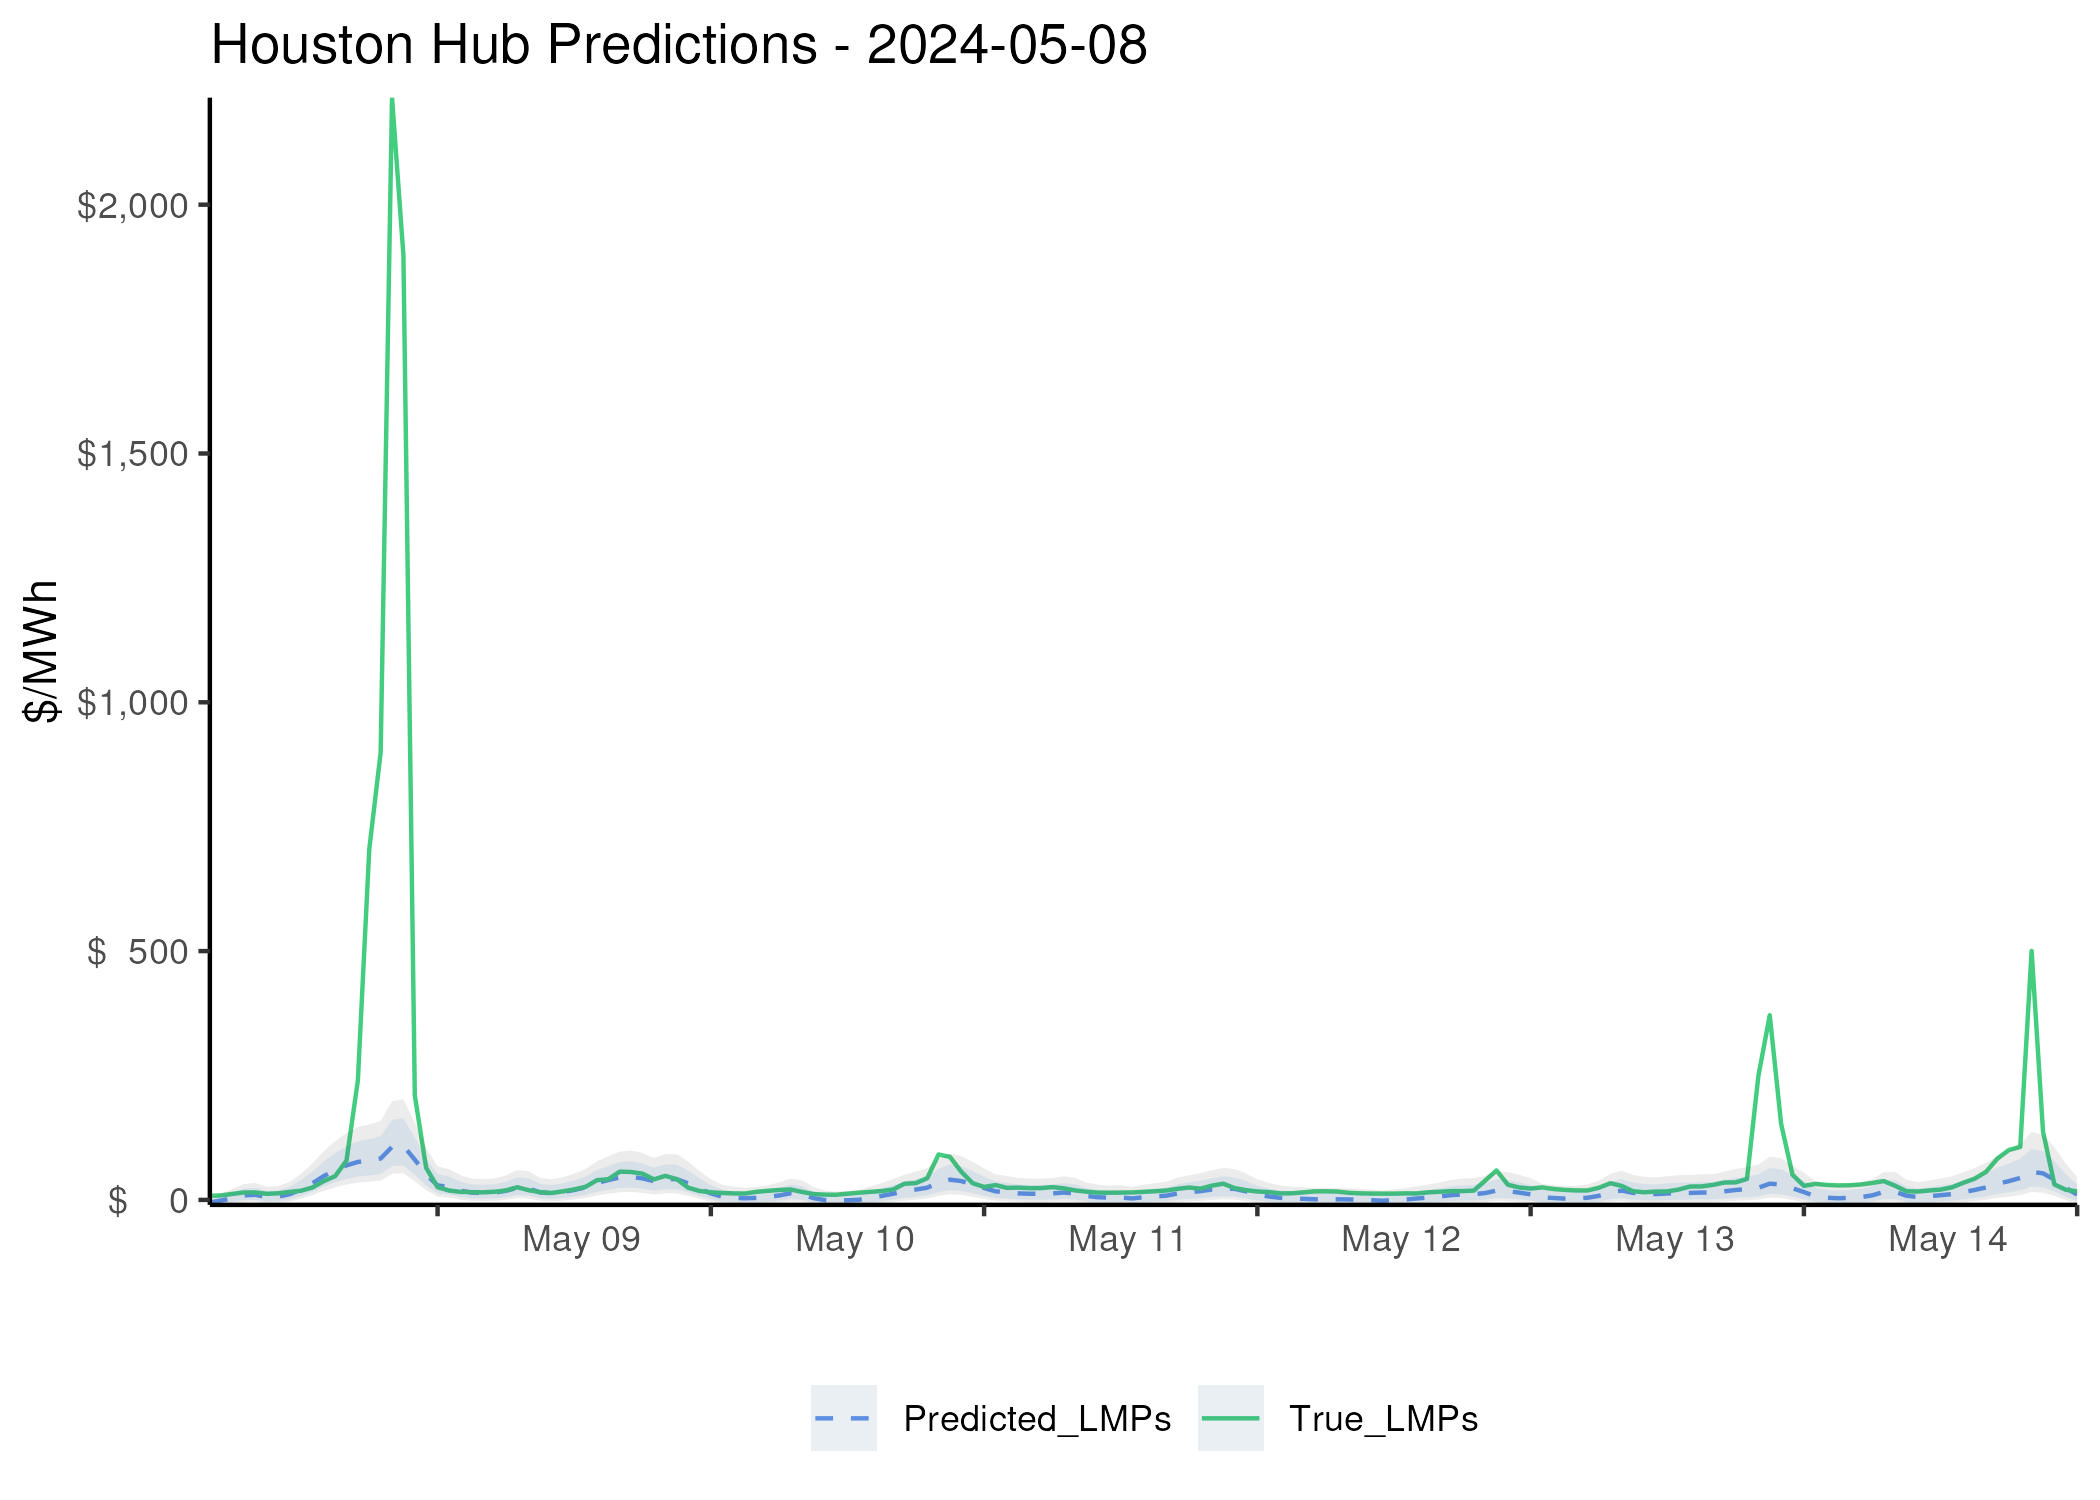 Houston Hub Predictions - 2024-05-08
$/MWh
$2,000
$1,500
$1,000
$  500
$    0
May 09
May 10
May 11
May 12
May 13
May 14
Predicted_LMPs
True_LMPs